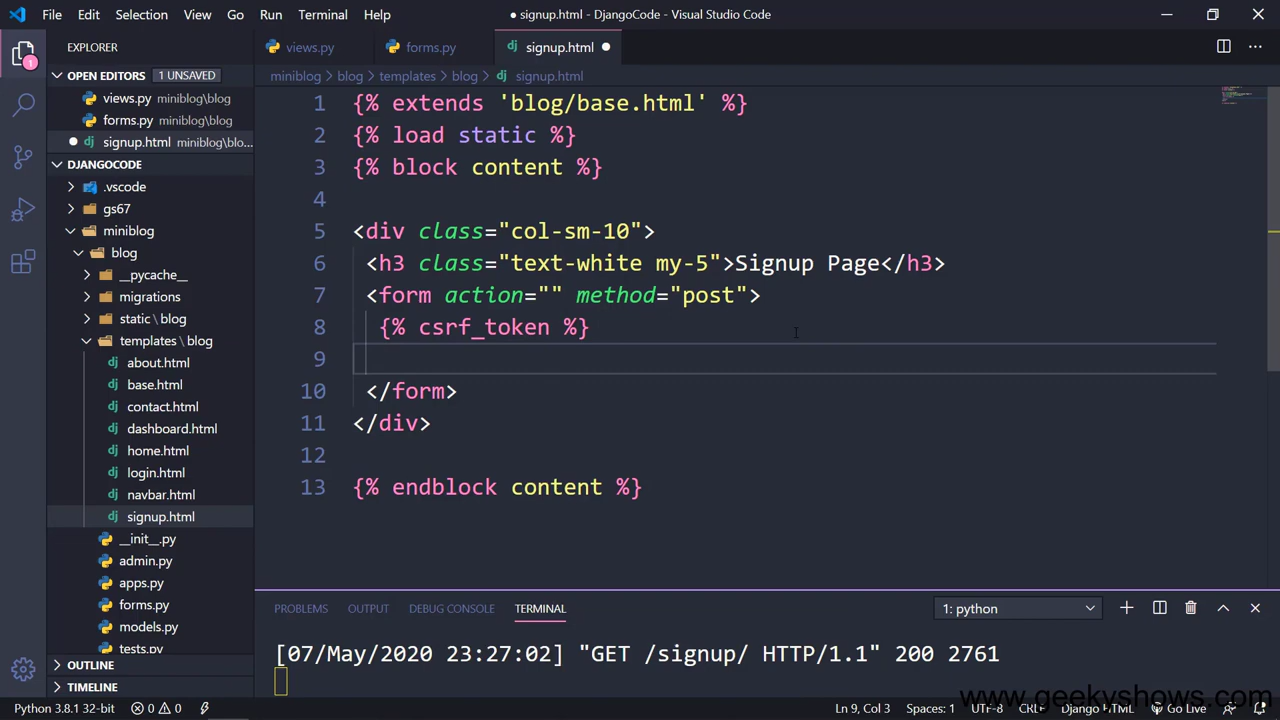 File Edit Selection View Go Run Terminal Help
● signup.html - DjangoCode - Visual Studio Code
EXPLORER
views.py
forms.py
signup.html
OPEN EDITORS 1 UNSAVED
miniblog > blog > templates > blog > signup.html
views.py miniblog\blog
forms.py miniblog\blog
signup.html miniblog\blo...
DJANGOCODE
.vscode
gs67
miniblog
blog
__pycache__
migrations
static \ blog
templates \ blog
about.html
base.html
contact.html
dashboard.html
home.html
login.html
navbar.html
signup.html
__init__.py
admin.py
apps.py
forms.py
models.py
tests.py
OUTLINE
TIMELINE
1
1 {% extends 'blog/base.html' %}
2 {% load static %}
3 {% block content %}
4
5 <div class="col-sm-10">
6 <h3 class="text-white my-5">Signup Page</h3>
7 <form action="" method="post">
8 {% csrf_token %}
9
10 </form>
11 </div>
12
13 {% endblock content %}
PROBLEMS OUTPUT DEBUG CONSOLE TERMINAL
1: python
[07/May/2020 23:27:02] "GET /signup/ HTTP/1.1" 200 2761
www.geekyshows.com
Python 3.8.1 32-bit 0 0 Ln 9, Col 3 Spaces: 1 UTF-8 CRLF Django HTML Go Live